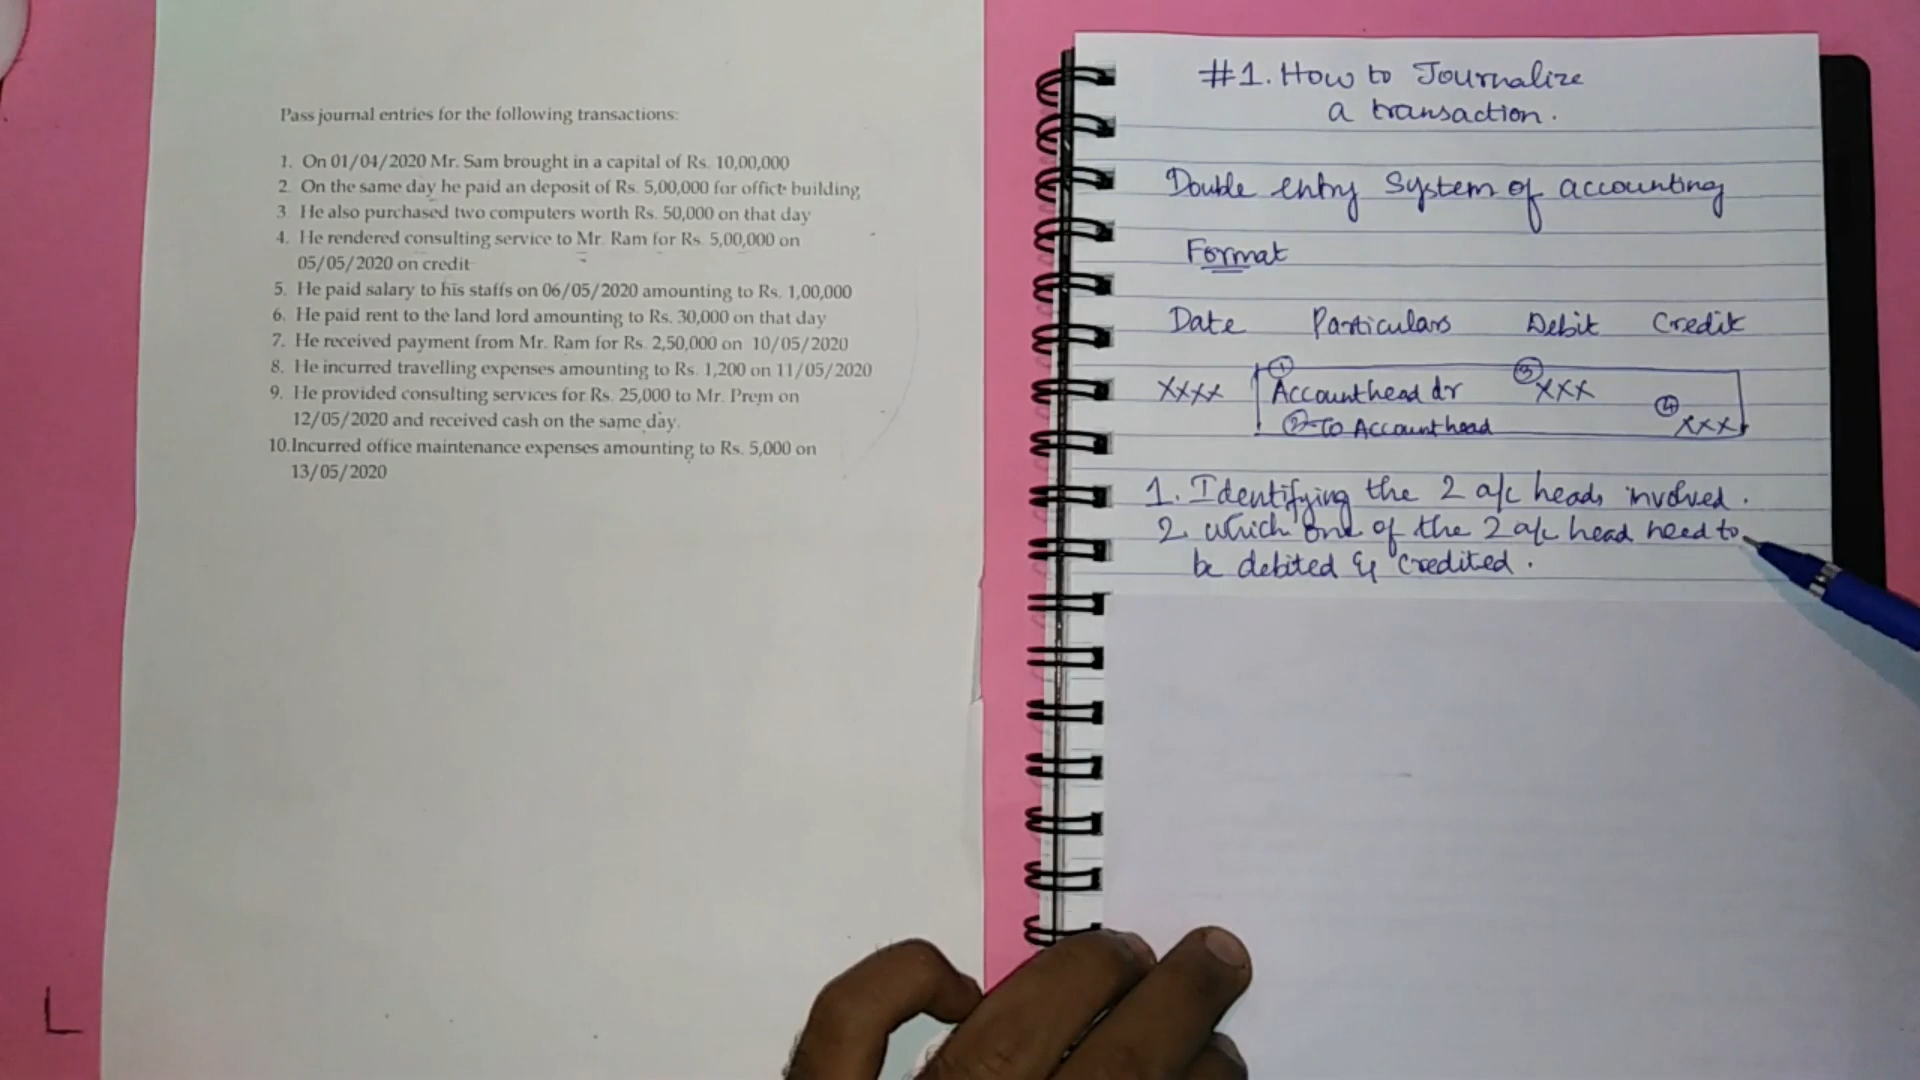 Pass journal entries for the following transactions:
1. On 01/04/2020 Mr. Sam brought in a capital of Rs. 10,00,000
2. On the same day he paid an deposit of Rs. 5,00,000 for office building
3. He also purchased two computers worth Rs. 50,000 on that day
4. He rendered consulting service to Mr. Ram for Rs. 5,00,000 on
05/05/2020 on credit
5. He paid salary to his staffs on 06/05/2020 amounting to Rs. 1,00,000
6. He paid rent to the land lord amounting to Rs. 30,000 on that day
7. He received payment from Mr. Ram for Rs. 2,50,000 on 10/05/2020
8. He incurred travelling expenses amounting to Rs. 1,200 on 11/05/2020
9. He provided consulting services for Rs. 25,000 to Mr. Prem on
12/05/2020 and received cash on the same day.
10.Incurred office maintenance expenses amounting to Rs. 5,000 on
13/05/2020
#1. How to Journalize
a transaction.
Double entry System of accounting
Format
Date Particulars Debit Credit
XXXX ① Account head dr ③ XXX
② To Account head ④ XXX
1. Identifying the 2 a/c heads involved.
2. which one of the 2 a/c head need to
be debited & credited.